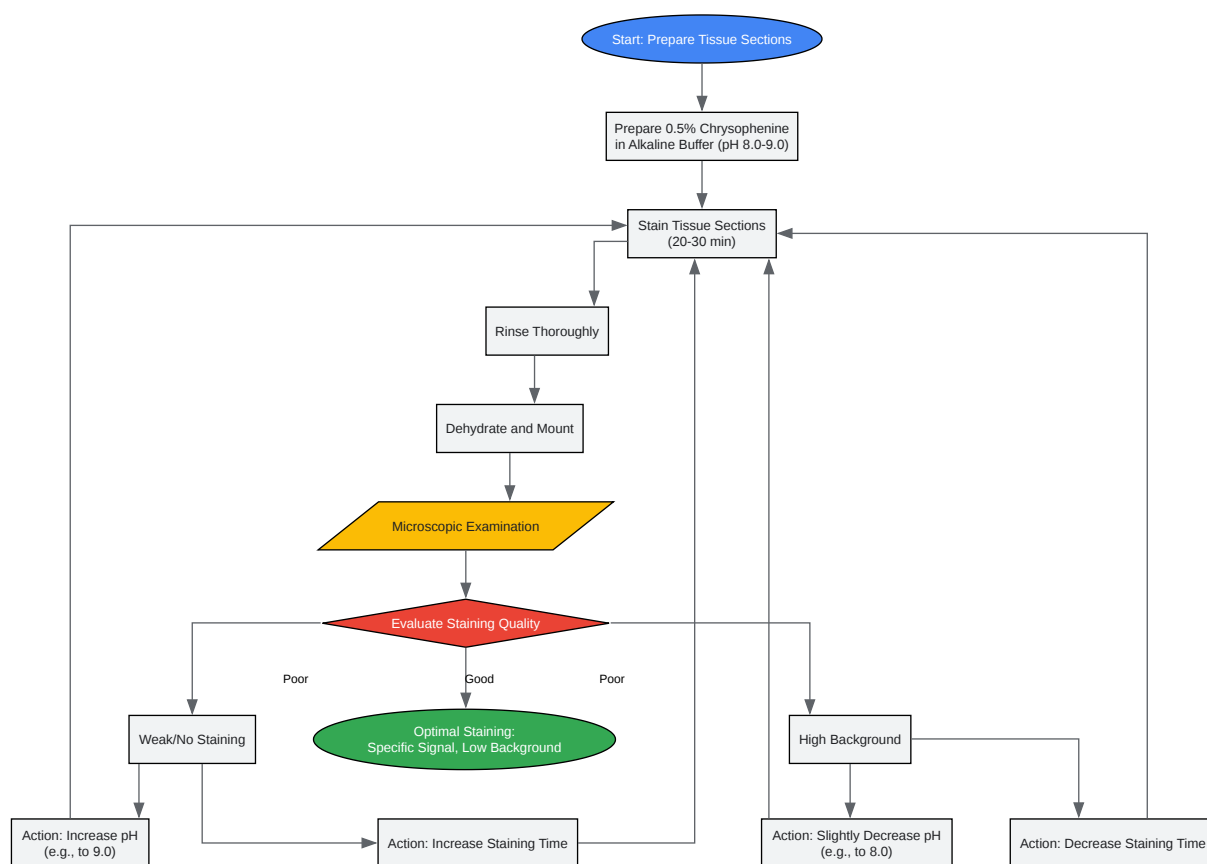 Start: Prepare Tissue Sections
Prepare 0.5% Chrysophenine
in Alkaline Buffer (pH 8.0-9.0)
Stain Tissue Sections
(20-30 min)
Rinse Thoroughly
Dehydrate and Mount
Microscopic Examination
Evaluate Staining Quality
Poor
Good
Poor
Weak/No Staining
Optimal Staining:
Specific Signal, Low Background
High Background
Action: Increase pH
(e.g., to 9.0)
Action: Increase Staining Time
Action: Slightly Decrease pH
(e.g., to 8.0)
Action: Decrease Staining Time